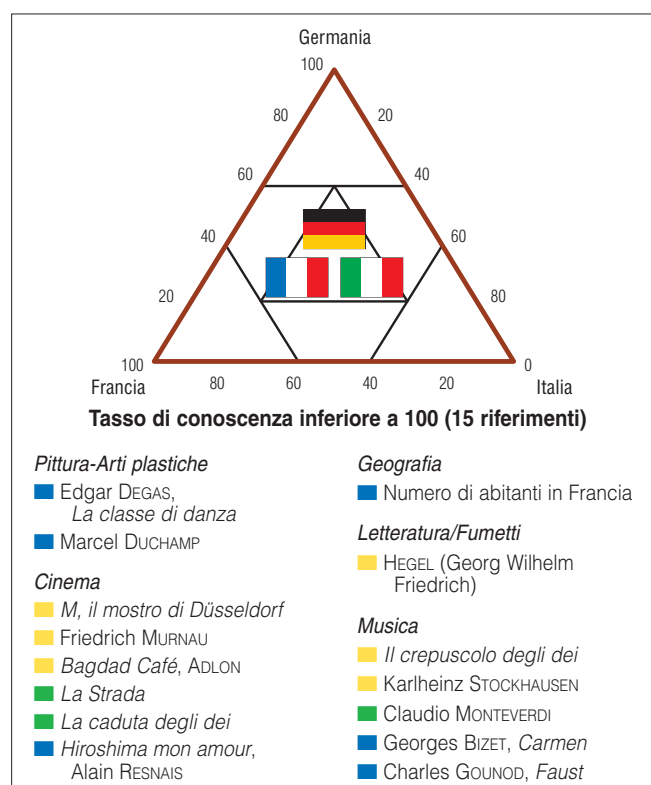 Germania
100
80
20
60
40
40
60
20
80
100
0
Francia
80
60
40
20
Italia
Tasso di conoscenza inferiore a 100 (15 riferimenti)
Pittura-Arti plastiche
Edgar DEGAS,
La classe di danza
Marcel DUCHAMP
Cinema
M, il mostro di Düsseldorf
Friedrich MURNAU
Bagdad Café, ADLON
La Strada
La caduta degli dei
Hiroshima mon amour,
Alain RESNAIS
Geografia
Numero di abitanti in Francia
Letteratura/Fumetti
HEGEL (Georg Wilhelm
Friedrich)
Musica
Il crepuscolo degli dei
Karlheinz STOCKHAUSEN
Claudio MONTEVERDI
Georges BIZET, Carmen
Charles GOUNOD, Faust